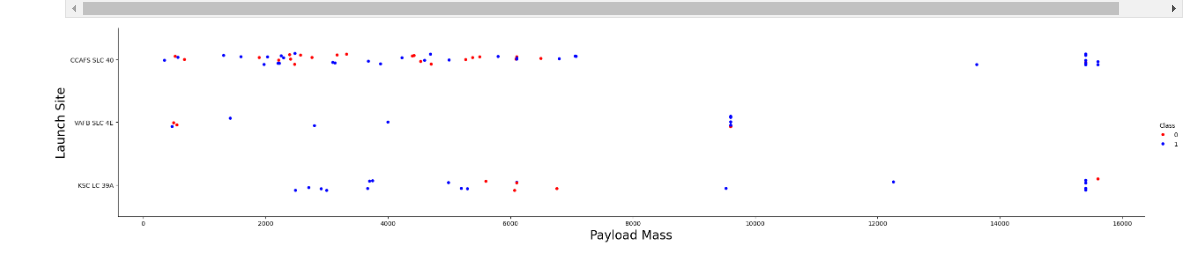 CCAFS SLC 40
VAFB SLC 4E
KSC LC 39A
Launch Site
0 2000 4000 6000 8000 10000 12000 14000 16000
Payload Mass
Class
0
1